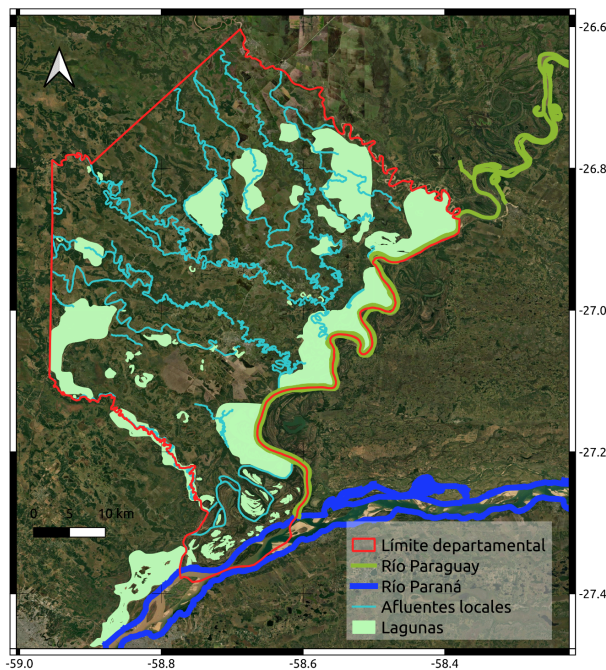 -26.6
-26.8
-27.0
-27.2
-27.4
0 5 10 km
Límite departamental
Río Paraguay
Río Paraná
Afluentes locales
Lagunas
-59.0 -58.8 -58.6 -58.4